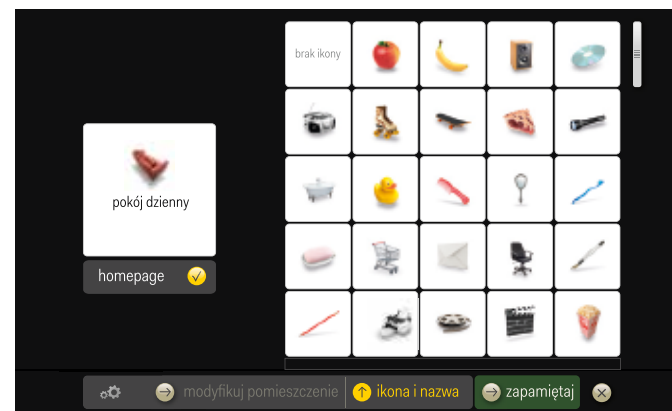 brak ikony
pokój dzienny
homepage
modyfikuj pomieszczenie
ikona i nazwa
zapamiętaj